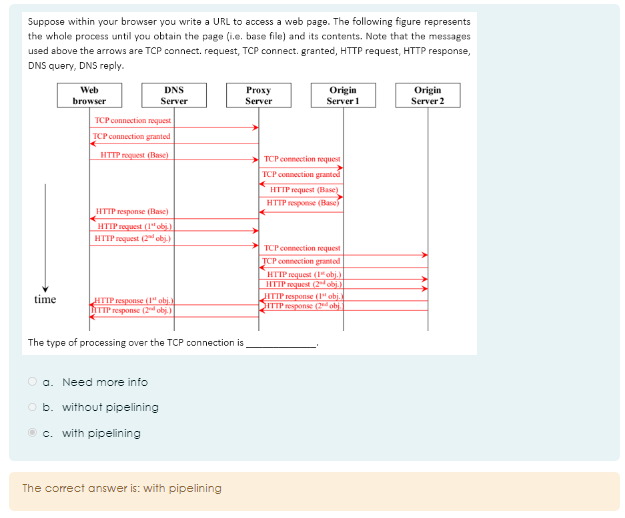 Suppose within your browser you write a URL to access a web page. The following figure represents
the whole process until you obtain the page (i.e. base file) and its contents. Note that the messages
used above the arrows are TCP connect. request, TCP connect. granted, HTTP request, HTTP response,
DNS query, DNS reply.
Web browser
DNS Server
Proxy Server
Origin Server 1
Origin Server 2
TCP connection request
TCP connection granted
HTTP request (Base)
TCP connection request
TCP connection granted
HTTP request (Base)
HTTP response (Base)
HTTP response (Base)
HTTP request (1st obj.)
HTTP request (2nd obj.)
TCP connection request
TCP connection granted
HTTP request (1st obj.)
HTTP request (2nd obj.)
HTTP response (1st obj.)
HTTP response (2nd obj.
time
HTTP response (1st obj.)
HTTP response (2nd obj.)
The type of processing over the TCP connection is ____________.
a. Need more info
b. without pipelining
c. with pipelining
The correct answer is: with pipelining